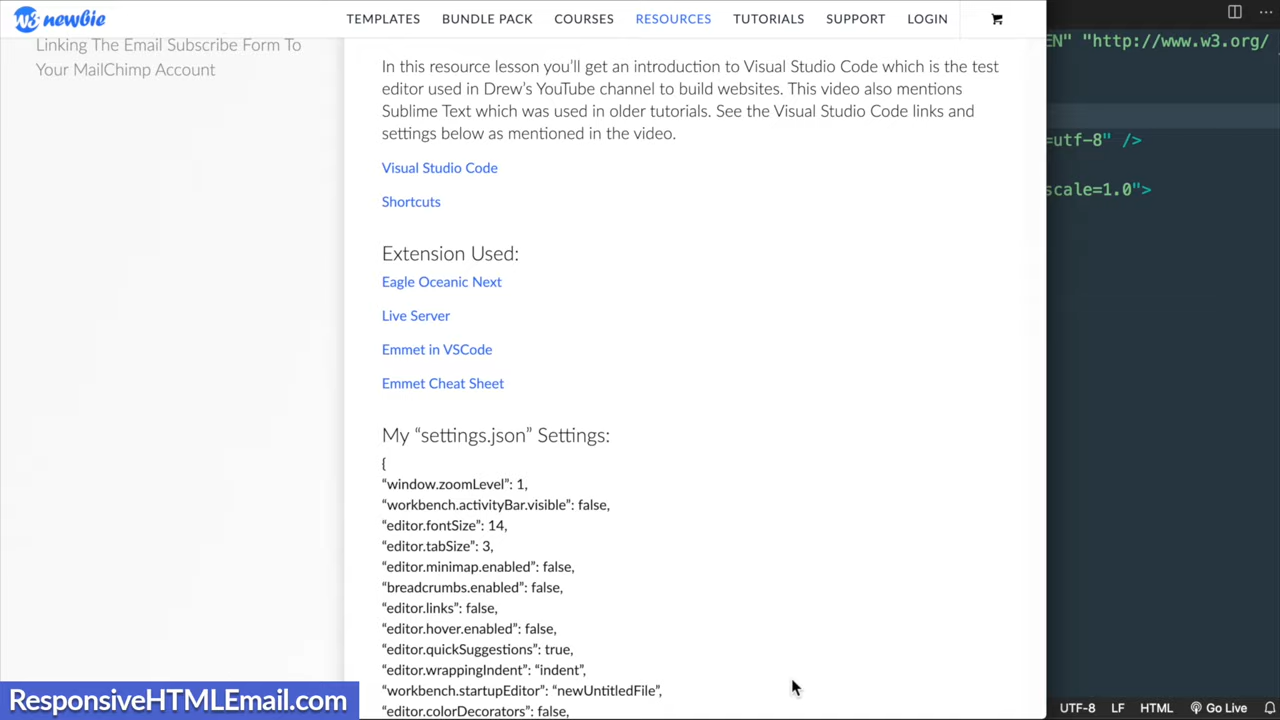 W3 newbie
TEMPLATES BUNDLE PACK COURSES RESOURCES TUTORIALS SUPPORT LOGIN
Linking The Email Subscribe Form To
Your MailChimp Account
In this resource lesson you'll get an introduction to Visual Studio Code which is the test
editor used in Drew's YouTube channel to build websites. This video also mentions
Sublime Text which was used in older tutorials. See the Visual Studio Code links and
settings below as mentioned in the video.
Visual Studio Code
Shortcuts
Extension Used:
Eagle Oceanic Next
Live Server
Emmet in VSCode
Emmet Cheat Sheet
My “settings.json” Settings:
{
“window.zoomLevel”: 1,
“workbench.activityBar.visible”: false,
“editor.fontSize”: 14,
“editor.tabSize”: 3,
“editor.minimap.enabled”: false,
“breadcrumbs.enabled”: false,
“editor.links”: false,
“editor.hover.enabled”: false,
“editor.quickSuggestions”: true,
“editor.wrappingIndent”: “indent”,
“workbench.startupEditor”: “newUntitledFile”,
“editor.colorDecorators”: false,
EN" "http://www.w3.org/
=utf-8" />
scale=1.0">
ResponsiveHTMLEmail.com
UTF-8 LF HTML Go Live